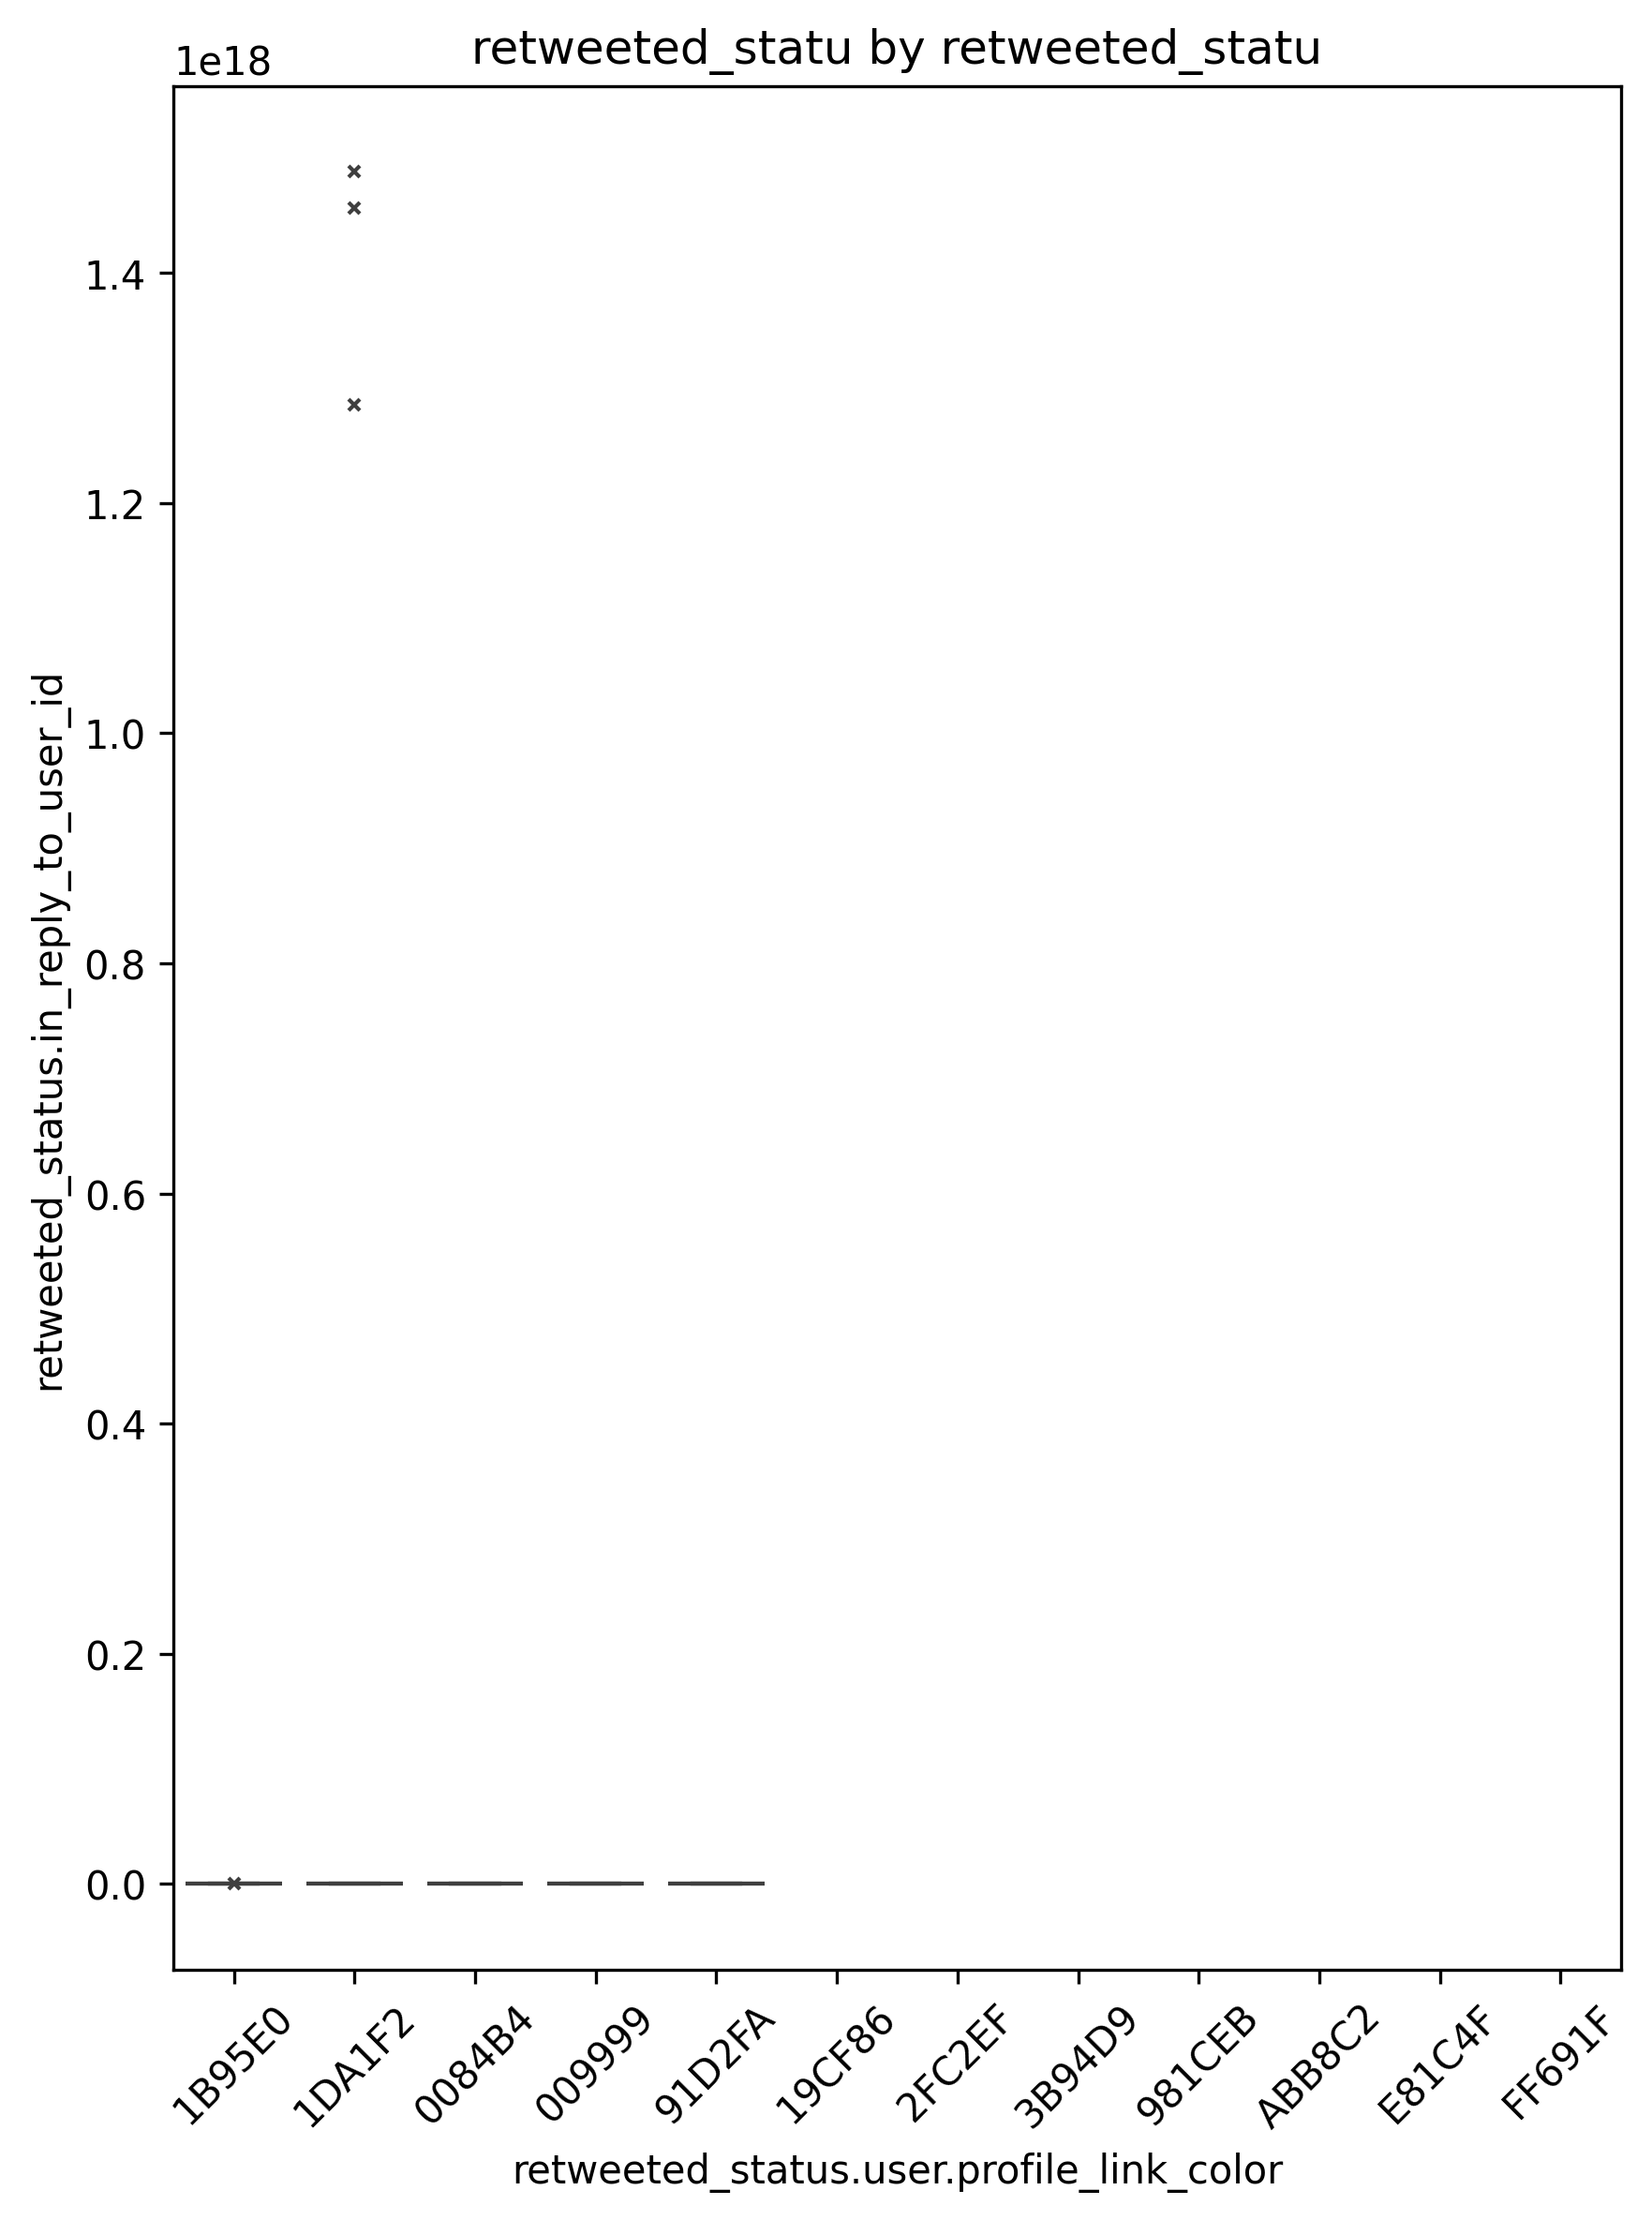 retweeted_statu by retweeted_statu
1e18
1.4
1.2
1.0
0.8
0.6
0.4
0.2
0.0
retweeted_status.in_reply_to_user_id
1B95E0
1DA1F2
0084B4
009999
91D2FA
19CF86
2FC2EF
3B94D9
981CEB
ABB8C2
E81C4F
FF691F
retweeted_status.user.profile_link_color